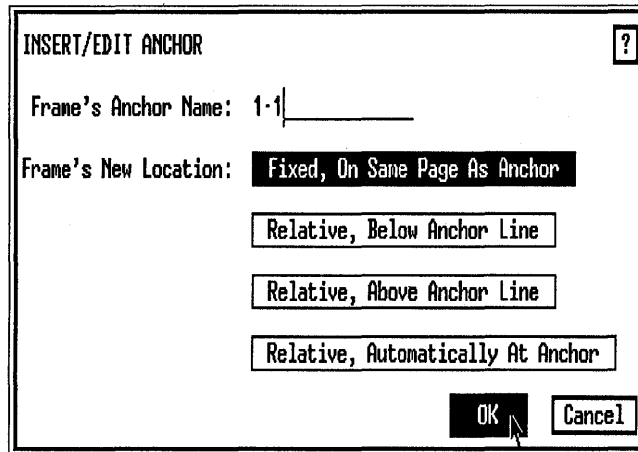 INSERT/EDIT ANCHOR ?
Frame's Anchor Name: 1-1
Frame's New Location: Fixed, On Same Page As Anchor
Relative, Below Anchor Line
Relative, Above Anchor Line
Relative, Automatically At Anchor
OK Cancel